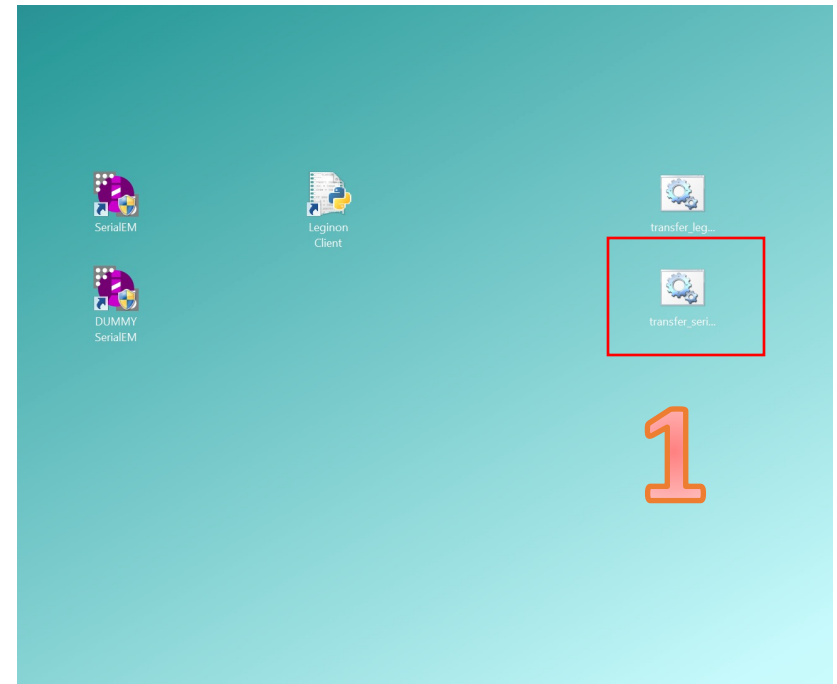 SerialEM
Leginon
Client
transfer_leg...
DUMMY
SerialEM
transfer_seri...
1